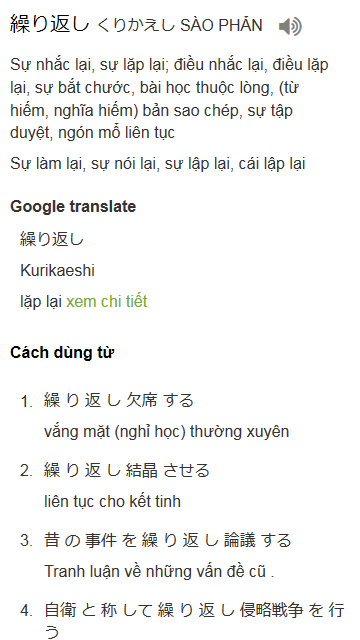 繰り返し くりかえし SÀO PHẢN
Sự nhắc lại, sự lặp lại; điều nhắc lại, điều lặp
lại, sự bắt chước, bài học thuộc lòng, (từ
hiếm, nghĩa hiếm) bản sao chép, sự tập
duyệt, ngón mổ liên tục
Sự làm lại, sự nói lại, sự lập lại, cái lập lại
Google translate
繰り返し
Kurikaeshi
lặp lại xem chi tiết
Cách dùng từ
1. 繰 り 返 し 欠席 する
vắng mặt (nghỉ học) thường xuyên
2. 繰 り 返 し 結晶 させる
liên tục cho kết tinh
3. 昔 の 事件 を 繰 り 返 し 論議 する
Tranh luận về những vấn đề cũ .
4. 自衛 と 称 して 繰 り 返 し 侵略戦争 を 行
う